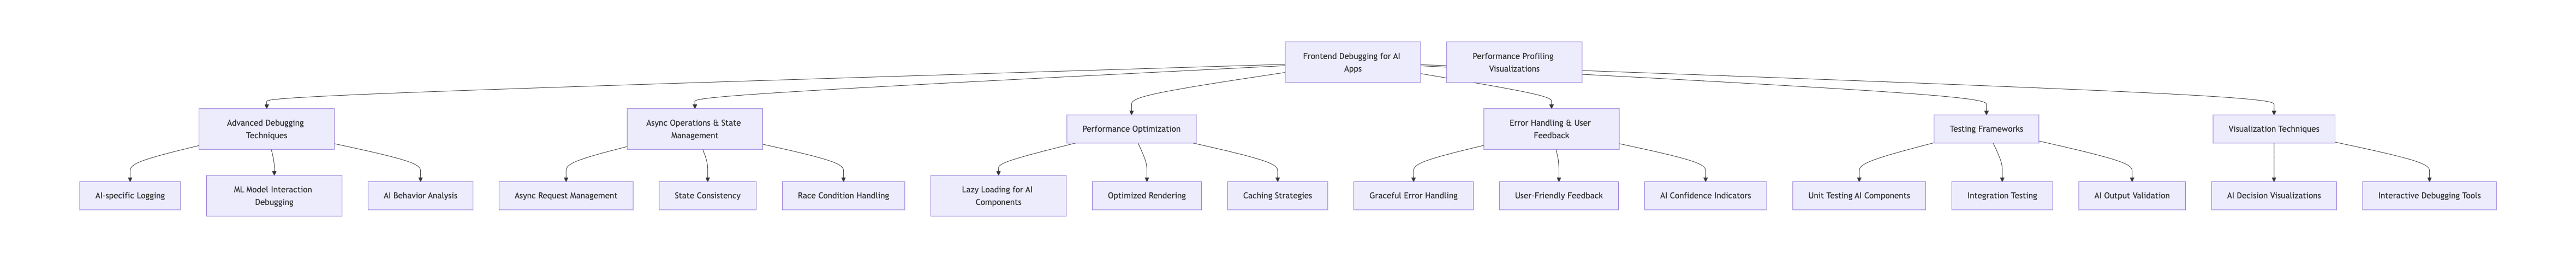 Frontend Debugging for AI
Apps
Performance Profiling
Visualizations
Advanced Debugging
Techniques
Async Operations & State
Management
Performance Optimization
Error Handling & User
Feedback
Testing Frameworks
Visualization Techniques
AI-specific Logging
ML Model Interaction
Debugging
AI Behavior Analysis
Async Request Management
State Consistency
Race Condition Handling
Lazy Loading for AI
Components
Optimized Rendering
Caching Strategies
Graceful Error Handling
User-Friendly Feedback
AI Confidence Indicators
Unit Testing AI Components
Integration Testing
AI Output Validation
AI Decision Visualizations
Interactive Debugging Tools